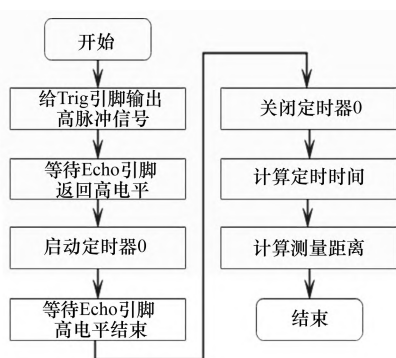 开始
给Trig引脚输出
高脉冲信号
等待Echo引脚
返回高电平
启动定时器0
等待Echo引脚
高电平结束
关闭定时器0
计算定时时间
计算测量距离
结束